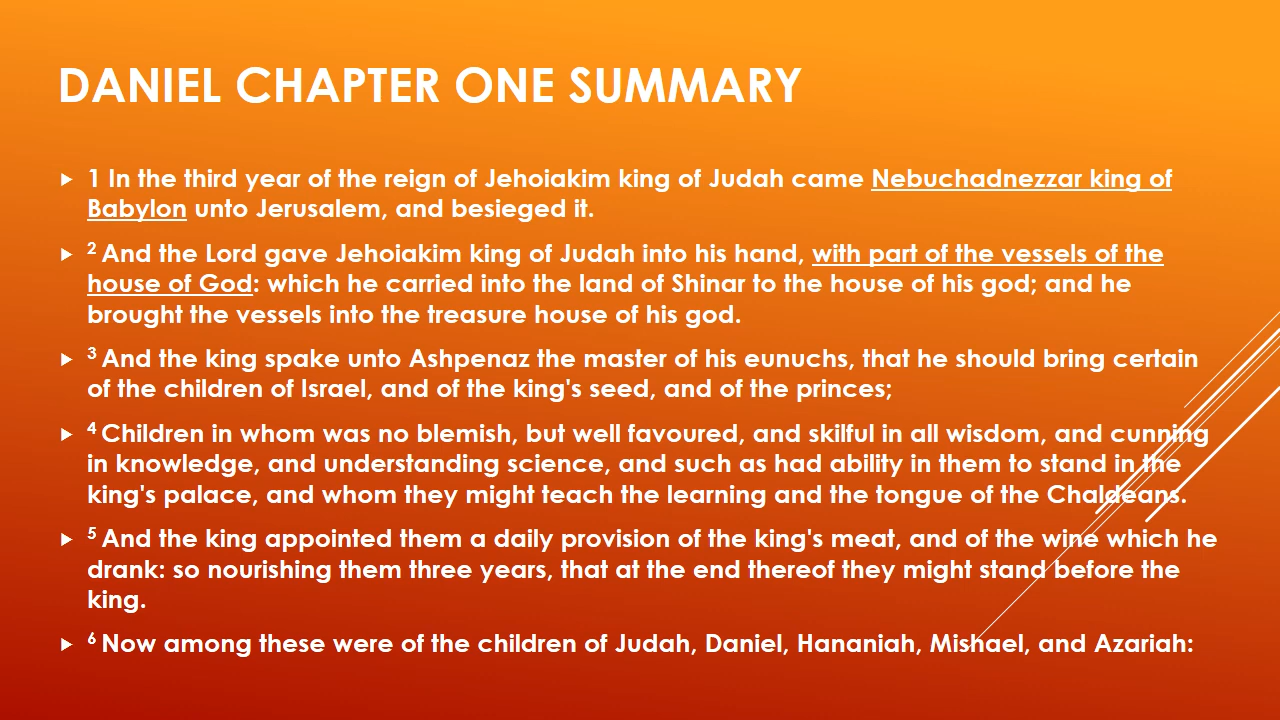 DANIEL CHAPTER ONE SUMMARY
1 In the third year of the reign of Jehoiakim king of Judah came Nebuchadnezzar king of
Babylon unto Jerusalem, and besieged it.
2 And the Lord gave Jehoiakim king of Judah into his hand, with part of the vessels of the
house of God: which he carried into the land of Shinar to the house of his god; and he
brought the vessels into the treasure house of his god.
3 And the king spake unto Ashpenaz the master of his eunuchs, that he should bring certain
of the children of Israel, and of the king's seed, and of the princes;
4 Children in whom was no blemish, but well favoured, and skilful in all wisdom, and cunning
in knowledge, and understanding science, and such as had ability in them to stand in the
king's palace, and whom they might teach the learning and the tongue of the Chaldeans.
5 And the king appointed them a daily provision of the king's meat, and of the wine which he
drank: so nourishing them three years, that at the end thereof they might stand before the
king.
6 Now among these were of the children of Judah, Daniel, Hananiah, Mishael, and Azariah: